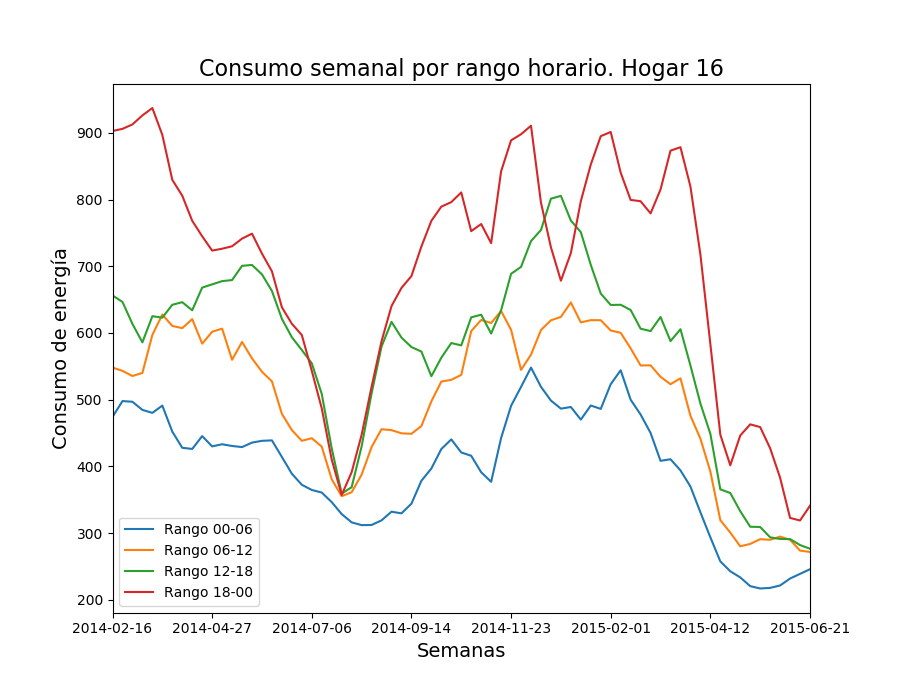 Consumo semanal por rango horario. Hogar 16
Consumo de energía
900
800
700
600
500
400
300
200
Rango 00-06
Rango 06-12
Rango 12-18
Rango 18-00
2014-02-16 2014-04-27 2014-07-06 2014-09-14 2014-11-23 2015-02-01 2015-04-12 2015-06-21
Semanas